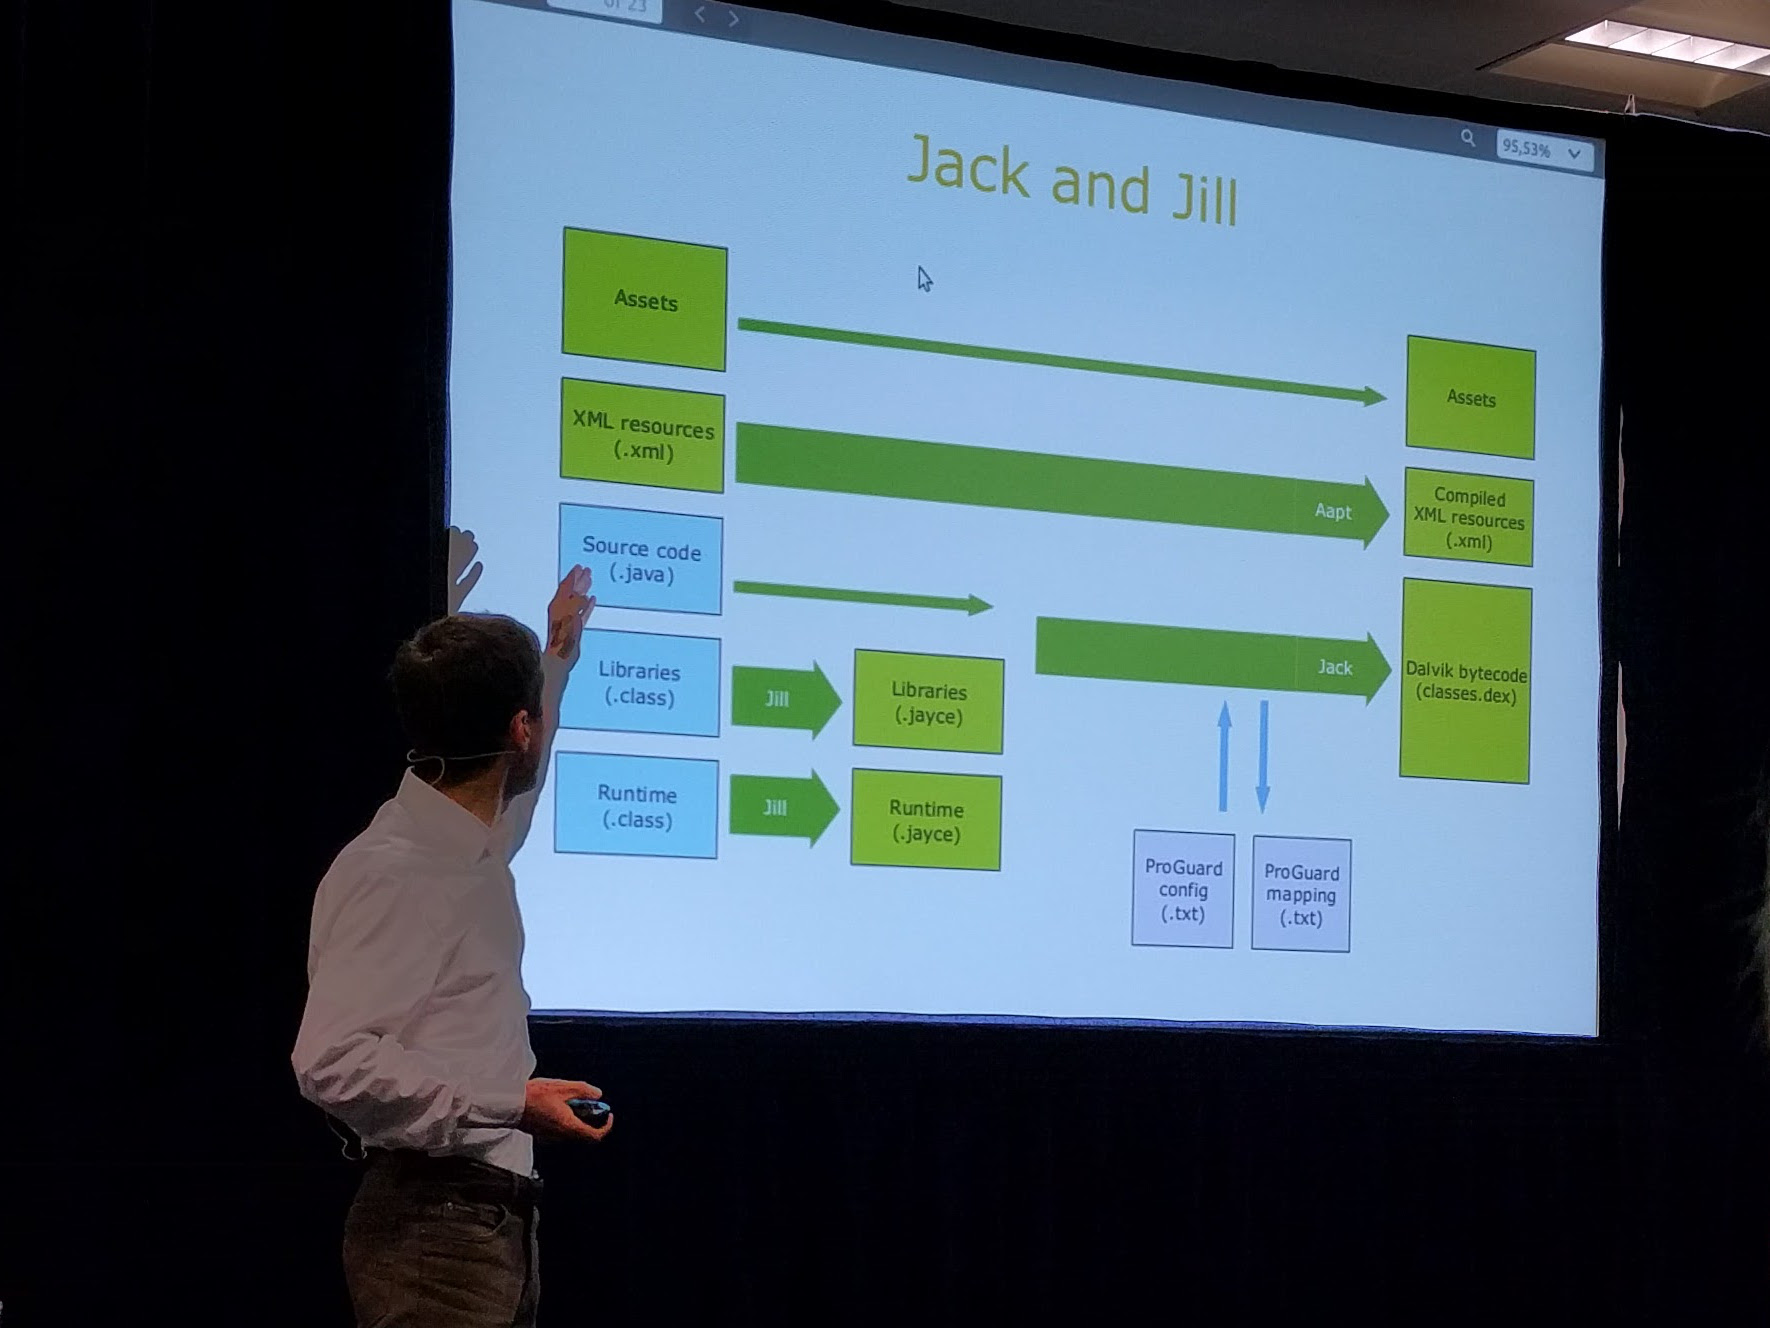 of 23
95,53%
Jack and Jill
Assets
Assets
XML resources
(.xml)
Aapt
Compiled
XML resources
(.xml)
Source code
(.java)
Jack
Dalvik bytecode
(classes.dex)
Libraries
(.class)
Jill
Libraries
(.jayce)
Runtime
(.class)
Jill
Runtime
(.jayce)
ProGuard
config
(.txt)
ProGuard
mapping
(.txt)